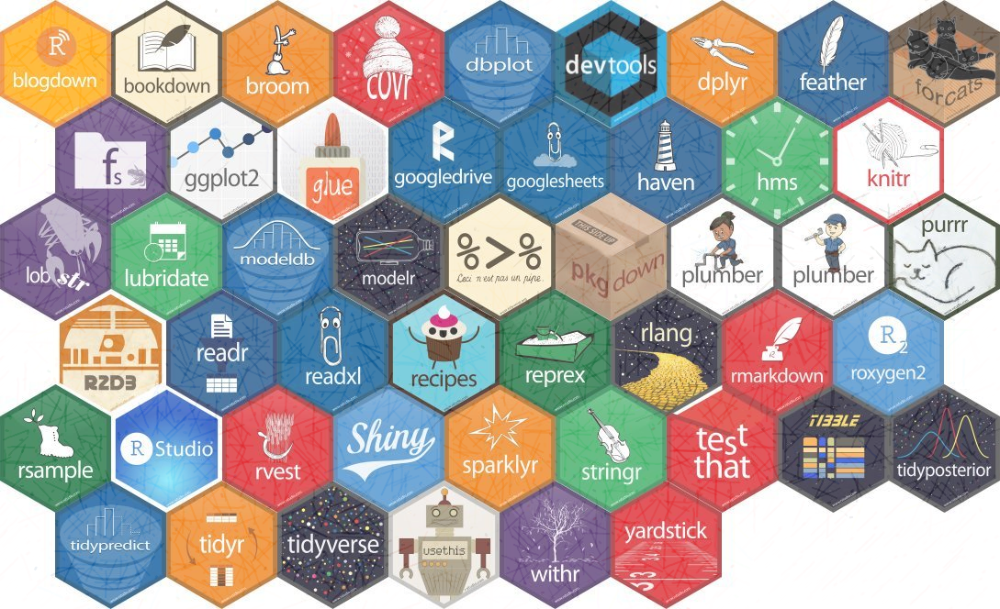 blogdown
bookdown
broom
covr
dbplot
devtools
dplyr
feather
forcats
fs
ggplot2
glue
googledrive
googlesheets
haven
hms
knitr
lobstr
lubridate
modeldb
modelr
%>%
Ceci n'est pas un pipe.
THIS SIDE UP
pkgdown
plumber
plumber
purrr
R2D3
readr
readxl
recipes
reprex
rlang
rmarkdown
R2
roxygen2
rsample
R Studio
rvest
Shiny
sparklyr
stringr
test
that
TIBBLE
tidyposterior
tidypredict
tidyr
tidyverse
usethis
withr
yardstick